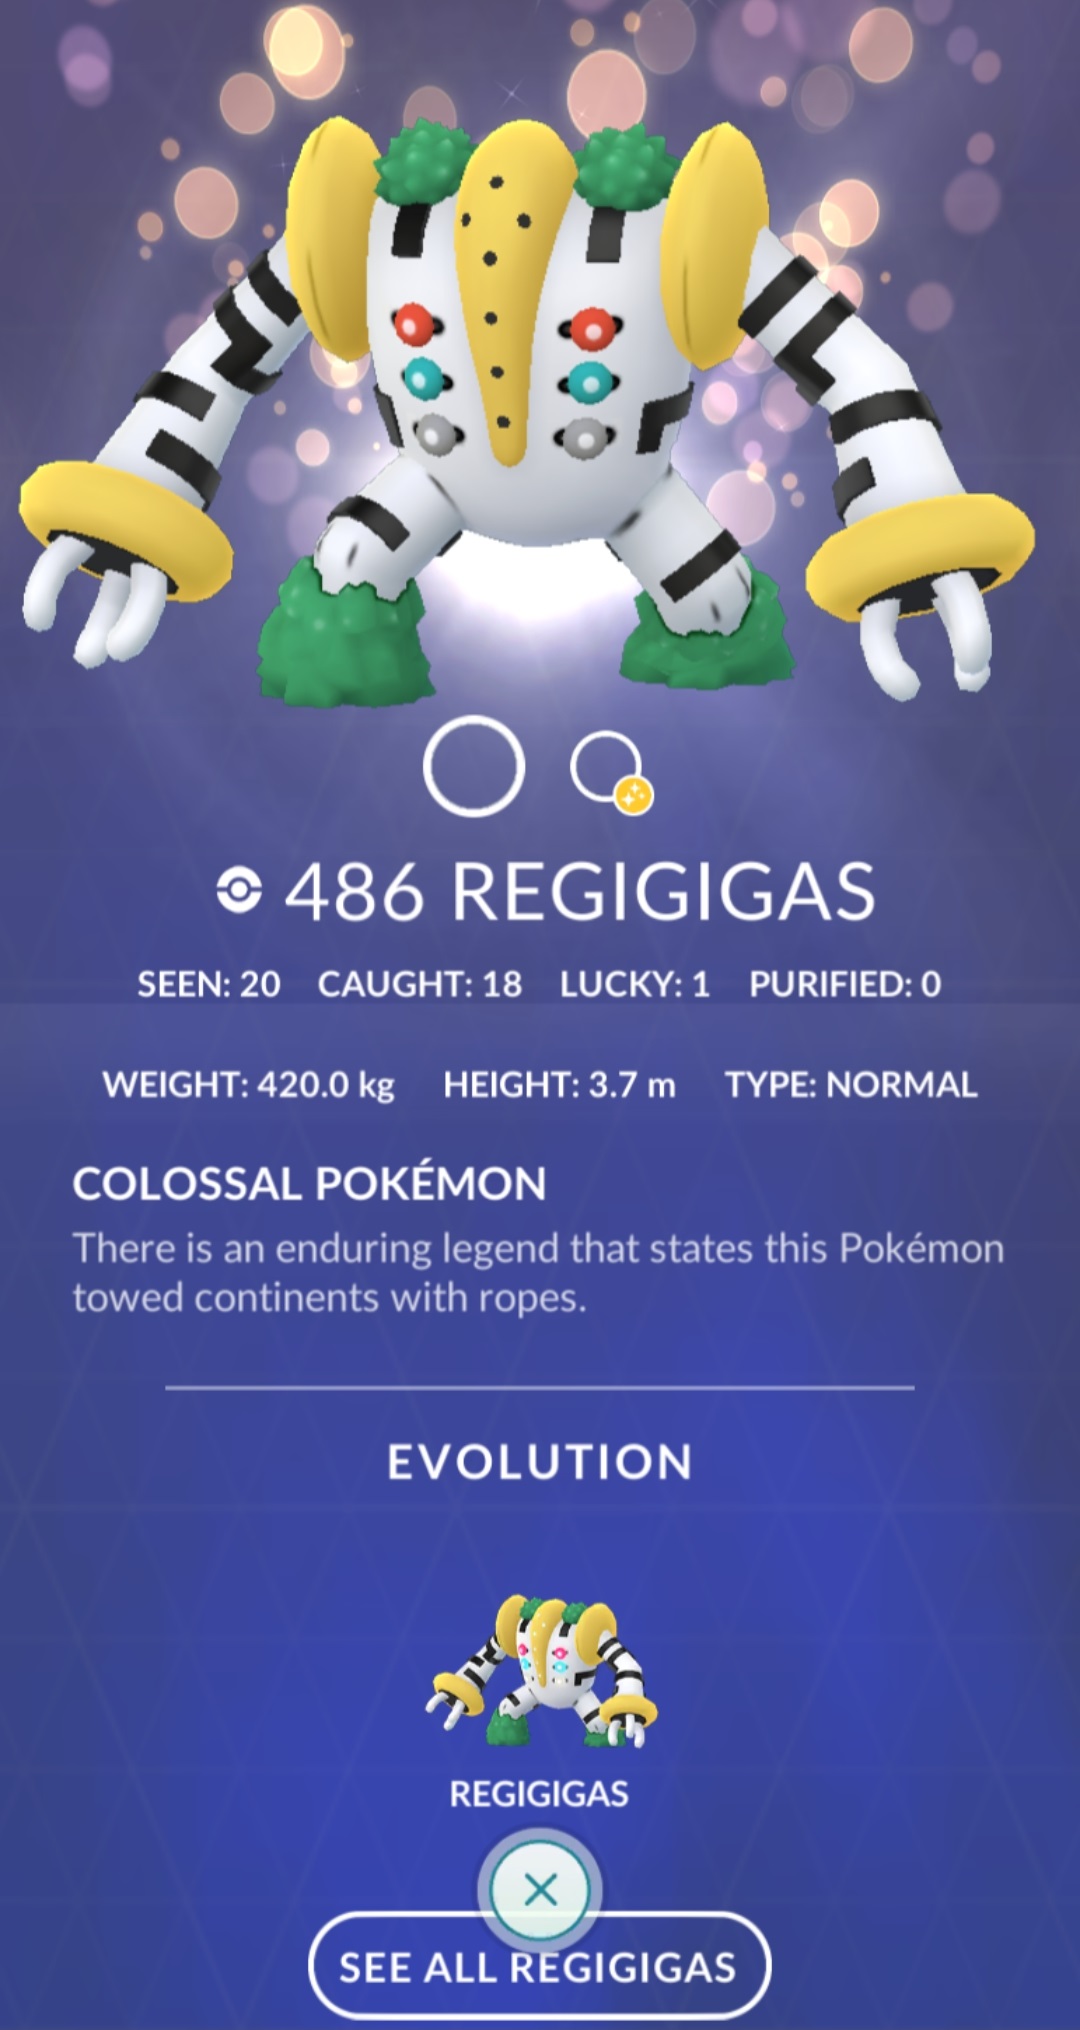 486 REGIGIGAS
SEEN: 20 CAUGHT: 18 LUCKY: 1 PURIFIED: 0
WEIGHT: 420.0 kg HEIGHT: 3.7 m TYPE: NORMAL
COLOSSAL POKÉMON
There is an enduring legend that states this Pokémon
towed continents with ropes.
EVOLUTION
REGIGIGAS
SEE ALL REGIGIGAS